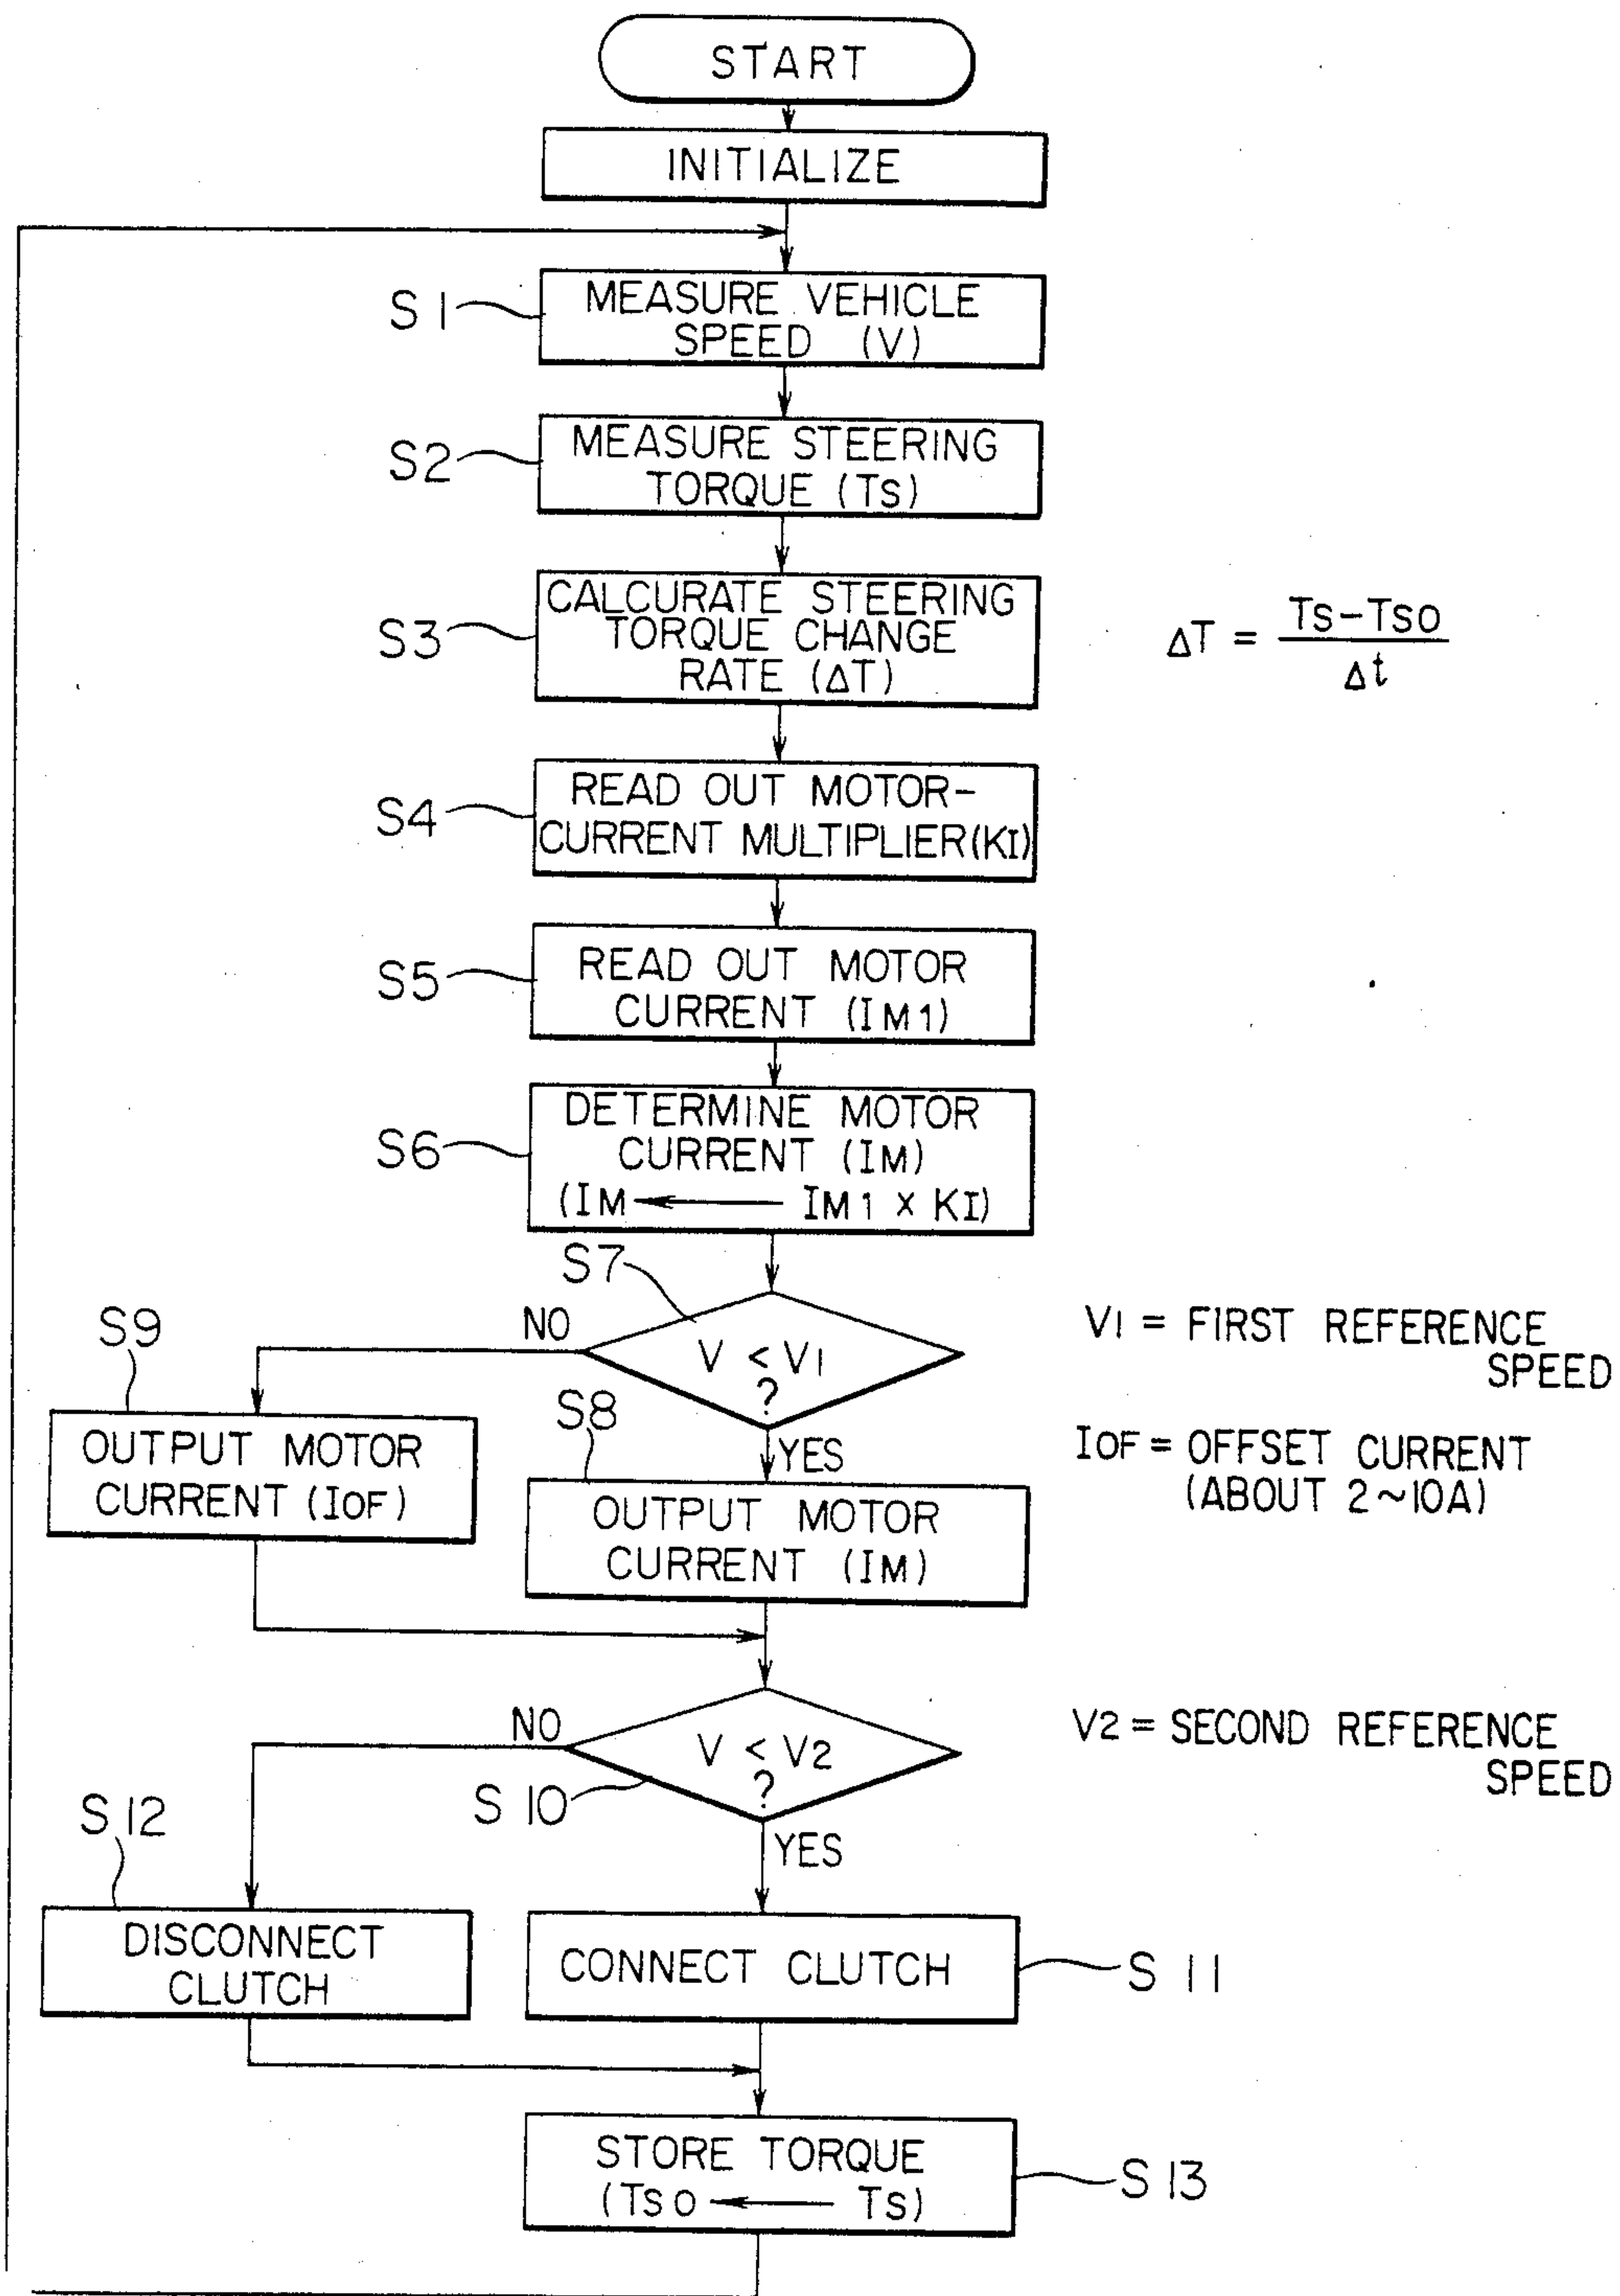 START
INITIALIZE
S1
MEASURE VEHICLE
SPEED (V)
S2
MEASURE STEERING
TORQUE (Ts)
S3
CALCURATE STEERING
TORQUE CHANGE
RATE (ΔT)
ΔT = Ts-Tso
Δt
S4
READ OUT MOTOR-
CURRENT MULTIPLIER(KI)
S5
READ OUT MOTOR
CURRENT (IM1)
S6
DETERMINE MOTOR
CURRENT (IM)
(IM ← IM1 x KI)
S7
NO
V < V1
?
YES
V1 = FIRST REFERENCE
SPEED
S9
OUTPUT MOTOR
CURRENT (IOF)
S8
OUTPUT MOTOR
CURRENT (IM)
IOF = OFFSET CURRENT
(ABOUT 2~10A)
NO
V < V2
?
S10
YES
V2 = SECOND REFERENCE
SPEED
S12
DISCONNECT
CLUTCH
CONNECT CLUTCH
S11
STORE TORQUE
(Tso ← Ts)
S13